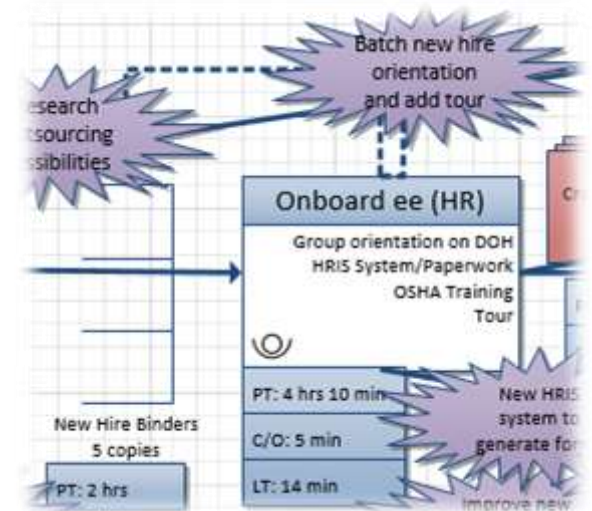 Batch new hire
orientation
and add tour
esearch
tsourcing
ssibilities
Onboard ee (HR)
Group orientation on DOH
HRIS System/Paperwork
OSHA Training
Tour
New Hire Binders
5 copies
PT: 2 hrs
PT: 4 hrs 10 min
C/O: 5 min
LT: 14 min
New HRIS
system to
generate for
Improve new